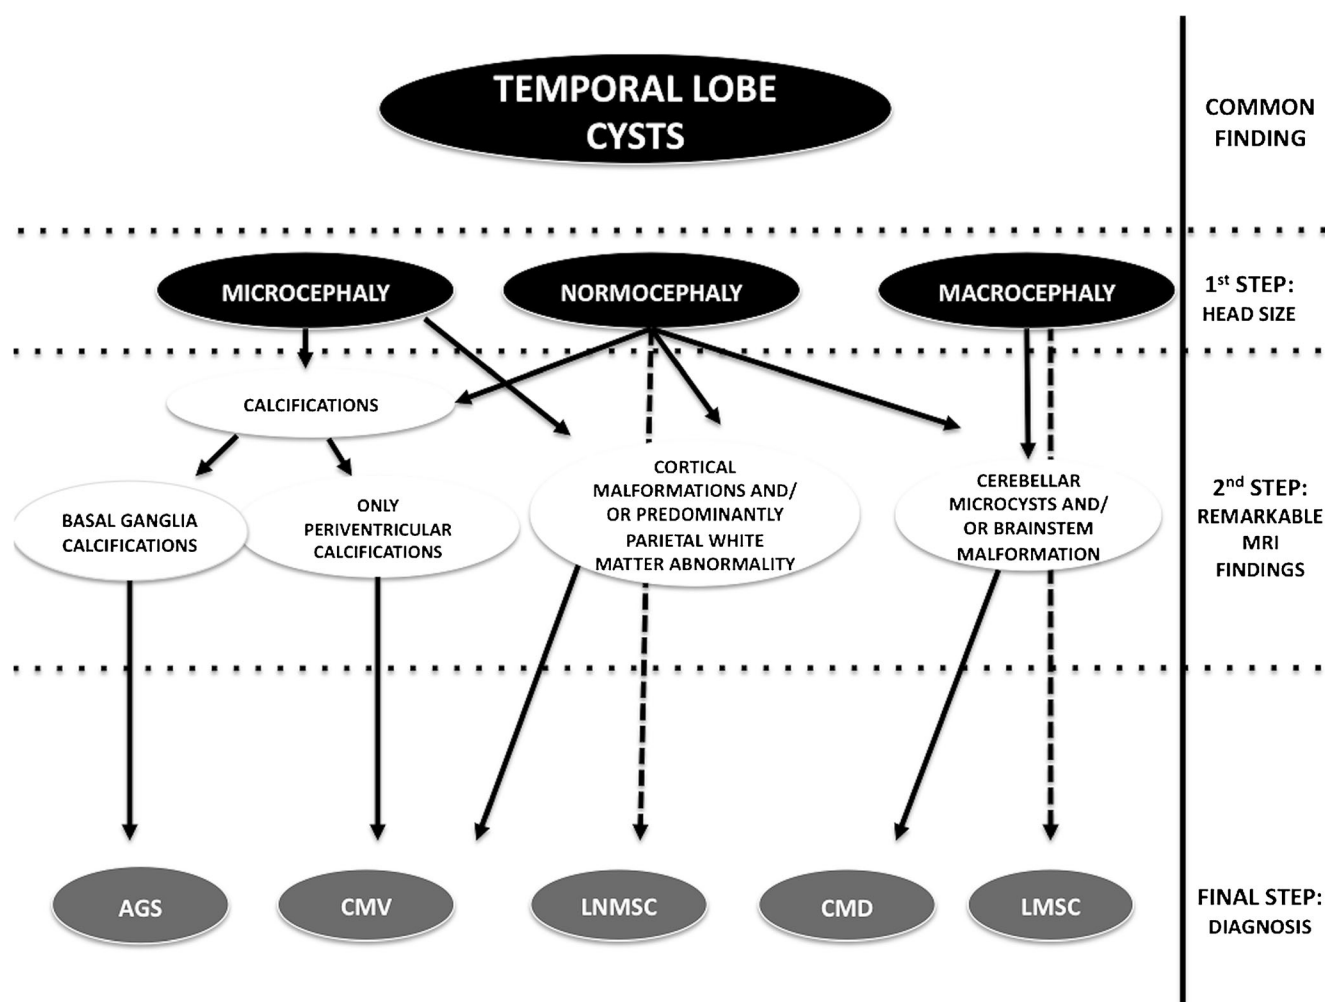 TEMPORAL LOBE
CYSTS
COMMON
FINDING
MICROCEPHALY
NORMOCEPHALY
MACROCEPHALY
1st STEP:
HEAD SIZE
CALCIFICATIONS
BASAL GANGLIA
CALCIFICATIONS
ONLY
PERIVENTRICULAR
CALCIFICATIONS
CORTICAL
MALFORMATIONS AND/
OR PREDOMINANTLY
PARIETAL WHITE
MATTER ABNORMALITY
CEREBELLAR
MICROCYSTS AND/
OR BRAINSTEM
MALFORMATION
2nd STEP:
REMARKABLE
MRI
FINDINGS
AGS
CMV
LNMSC
CMD
LMSC
FINAL STEP:
DIAGNOSIS